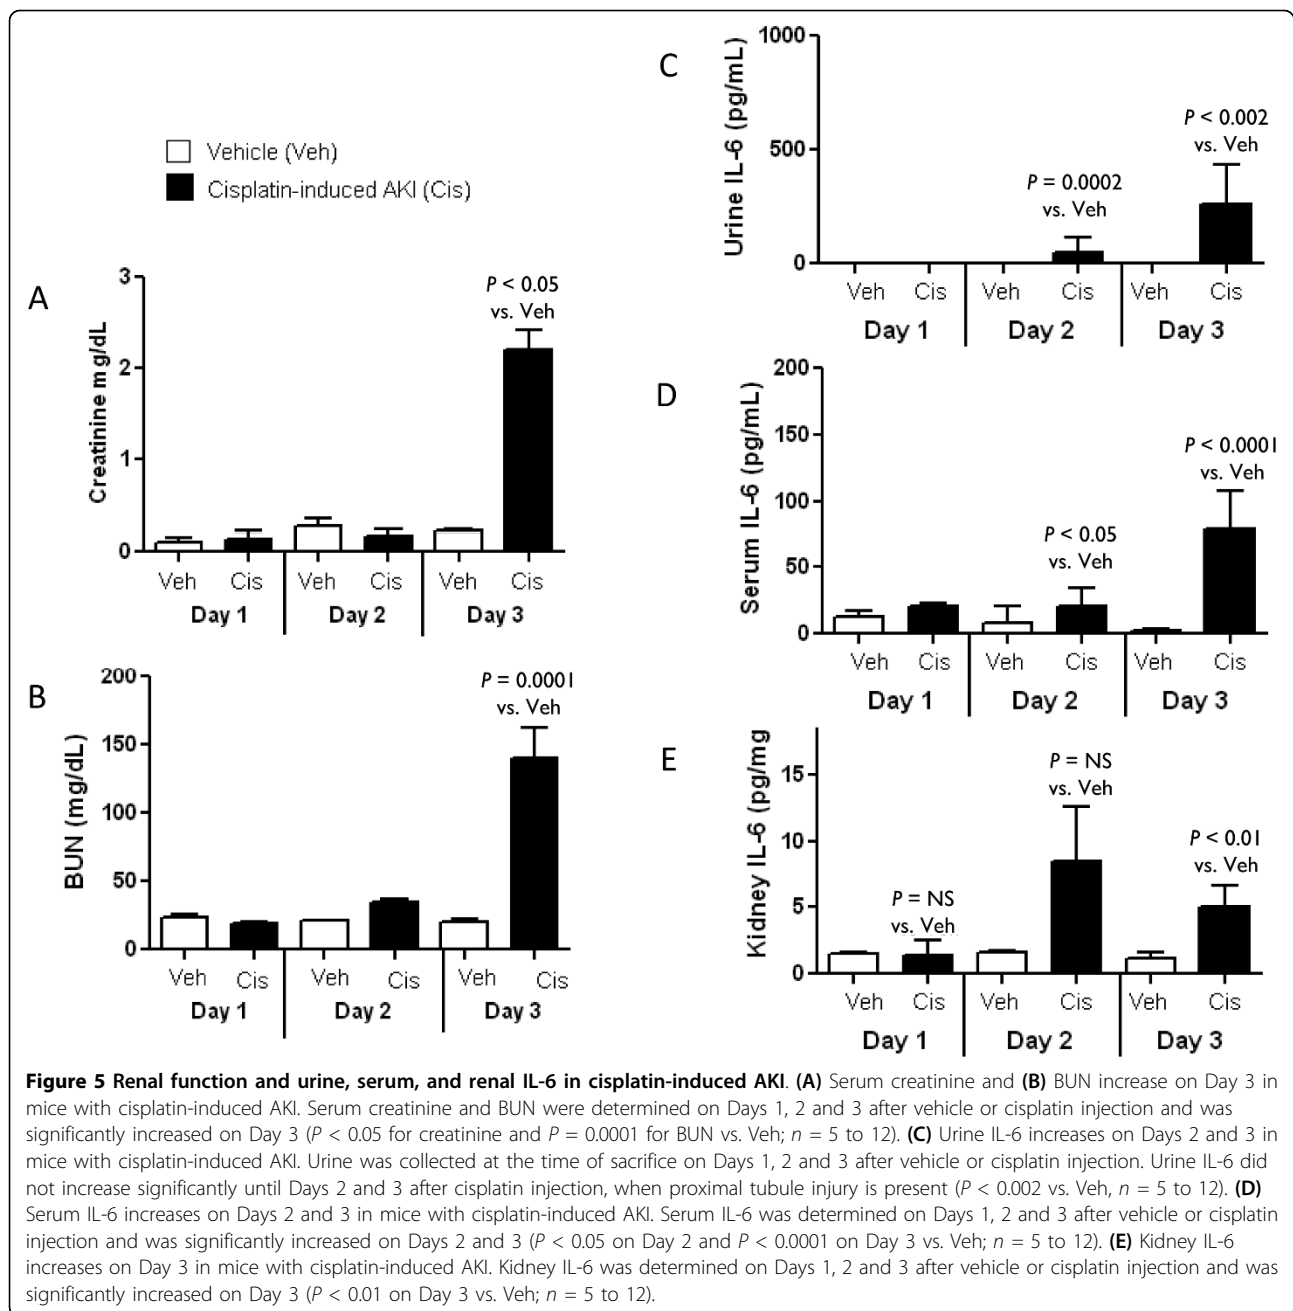 Vehicle (Veh)
Cisplatin-induced AKI (Cis)
A
Creatinine mg/dL
3
2
1
0
P < 0.05
vs. Veh
Veh Cis Veh Cis Veh Cis
Day 1 Day 2 Day 3
B
BUN (mg/dL)
200
150
100
50
0
P = 0.0001
vs. Veh
Veh Cis Veh Cis Veh Cis
Day 1 Day 2 Day 3
C
Urine IL-6 (pg/mL)
1000
500
0
P = 0.0002
vs. Veh
P < 0.002
vs. Veh
Veh Cis Veh Cis Veh Cis
Day 1 Day 2 Day 3
D
Serum IL-6 (pg/mL)
200
150
100
50
0
P < 0.05
vs. Veh
P < 0.0001
vs. Veh
Veh Cis Veh Cis Veh Cis
Day 1 Day 2 Day 3
E
Kidney IL-6 (pg/mg
15
10
5
0
P = NS
vs. Veh
P = NS
vs. Veh
P < 0.01
vs. Veh
Veh Cis Veh Cis Veh Cis
Day 1 Day 2 Day 3
Figure 5 Renal function and urine, serum, and renal IL-6 in cisplatin-induced AKI. (A) Serum creatinine and (B) BUN increase on Day 3 in
mice with cisplatin-induced AKI. Serum creatinine and BUN were determined on Days 1, 2 and 3 after vehicle or cisplatin injection and was
significantly increased on Day 3 (P < 0.05 for creatinine and P = 0.0001 for BUN vs. Veh; n = 5 to 12). (C) Urine IL-6 increases on Days 2 and 3 in
mice with cisplatin-induced AKI. Urine was collected at the time of sacrifice on Days 1, 2 and 3 after vehicle or cisplatin injection. Urine IL-6 did
not increase significantly until Days 2 and 3 after cisplatin injection, when proximal tubule injury is present (P < 0.002 vs. Veh, n = 5 to 12). (D)
Serum IL-6 increases on Days 2 and 3 in mice with cisplatin-induced AKI. Serum IL-6 was determined on Days 1, 2 and 3 after vehicle or cisplatin
injection and was significantly increased on Days 2 and 3 (P < 0.05 on Day 2 and P < 0.0001 on Day 3 vs. Veh; n = 5 to 12). (E) Kidney IL-6
increases on Day 3 in mice with cisplatin-induced AKI. Kidney IL-6 was determined on Days 1, 2 and 3 after vehicle or cisplatin injection and was
significantly increased on Day 3 (P < 0.01 on Day 3 vs. Veh; n = 5 to 12).